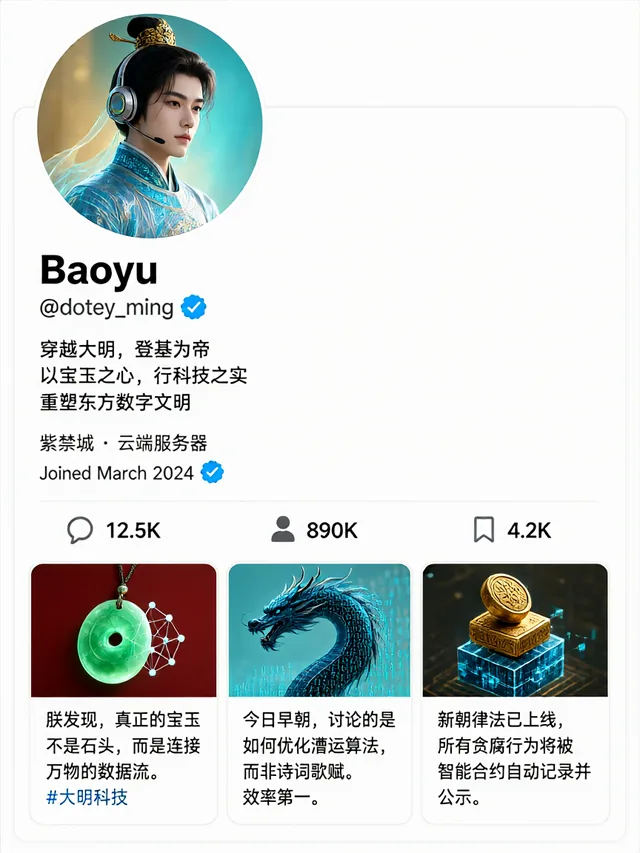 Baoyu
@dotey_ming
穿越大明，登基为帝
以宝玉之心，行科技之实
重塑东方数字文明
紫禁城 · 云端服务器
Joined March 2024
12.5K
890K
4.2K
朕发现，真正的宝玉
不是石头，而是连接
万物的数据流。
#大明科技
今日早朝，讨论的是
如何优化漕运算法，
而非诗词歌赋。
效率第一。
新朝律法已上线，
所有贪腐行为将被
智能合约自动记录并
公示。